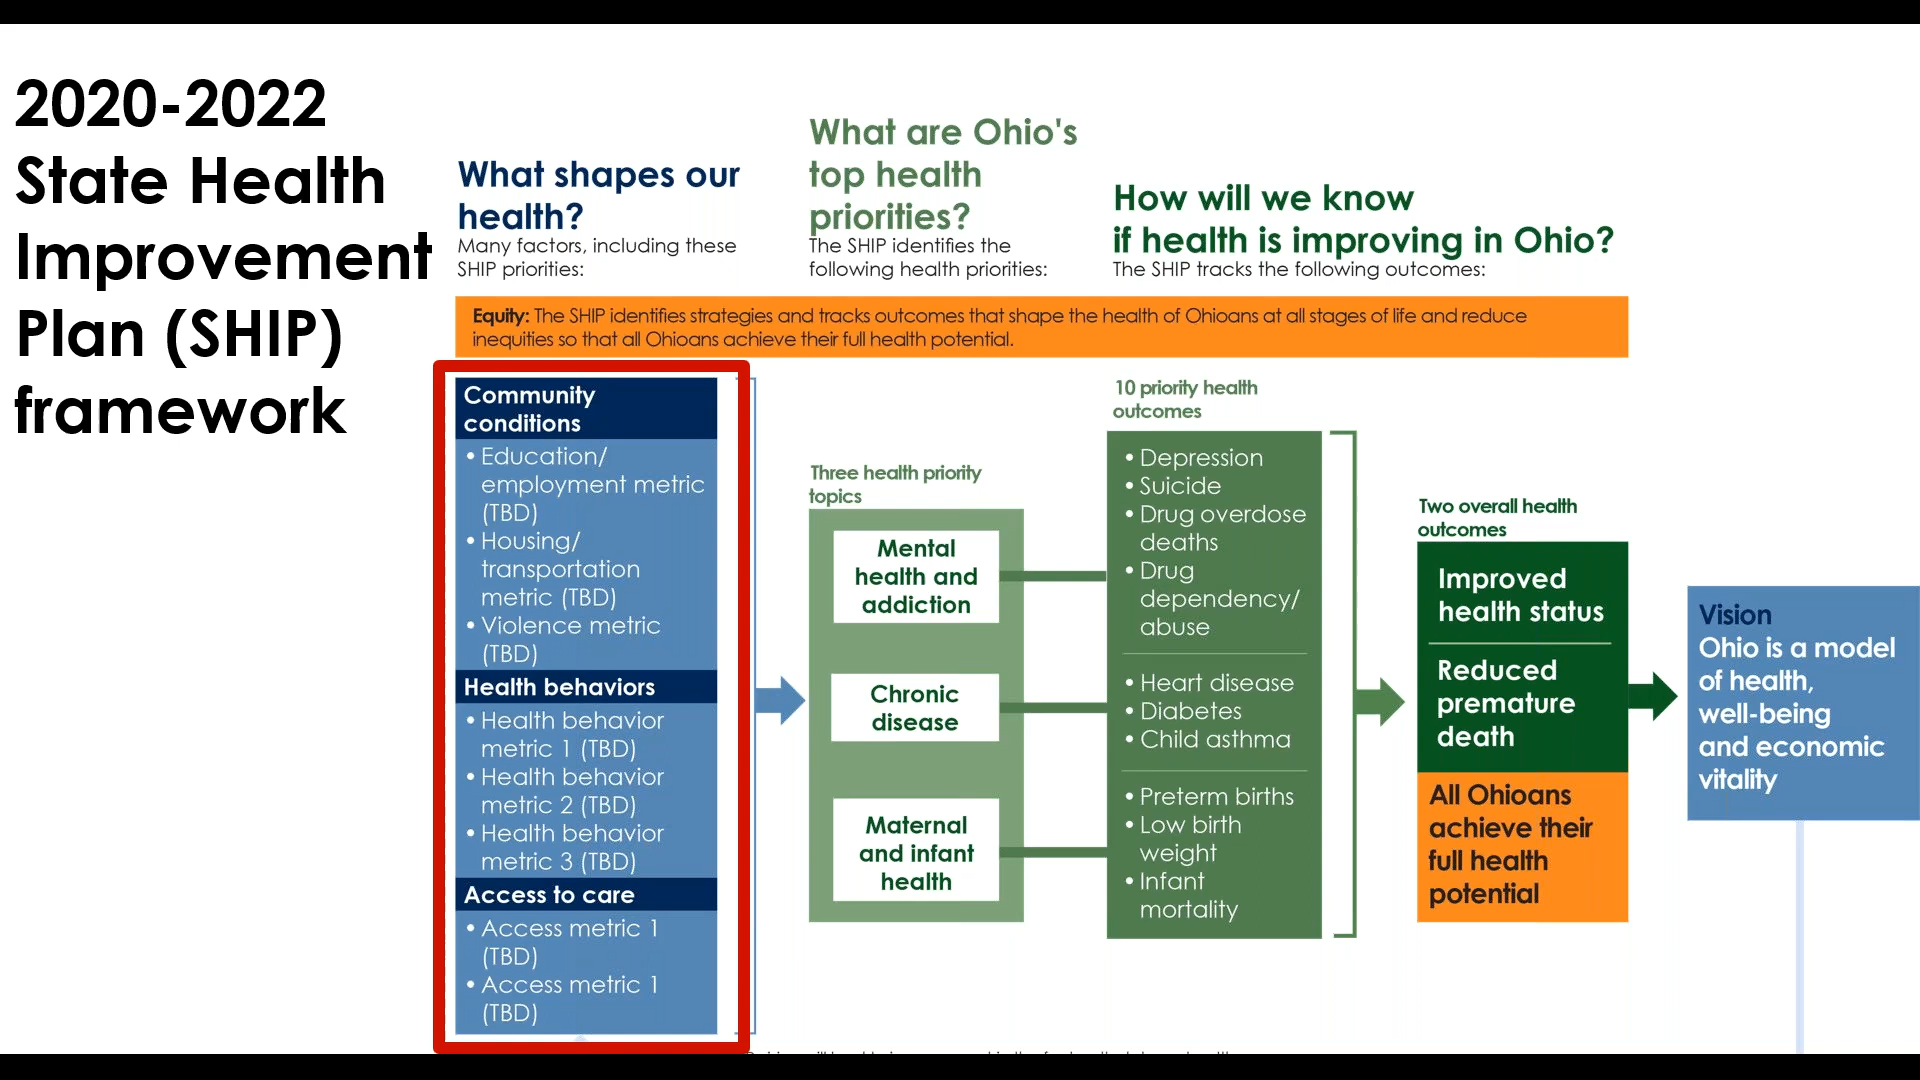 2020-2022
State Health
Improvement
Plan (SHIP)
framework
What shapes our
health?
Many factors, including these
SHIP priorities:
What are Ohio's
top health
priorities?
The SHIP identifies the
following health priorities:
How will we know
if health is improving in Ohio?
The SHIP tracks the following outcomes:
Equity: The SHIP identifies strategies and tracks outcomes that shape the health of Ohioans at all stages of life and reduce
inequities so that all Ohioans achieve their full health potential.
Community
conditions
• Education/
employment metric
(TBD)
• Housing/
transportation
metric (TBD)
• Violence metric
(TBD)
Health behaviors
• Health behavior
metric 1 (TBD)
• Health behavior
metric 2 (TBD)
• Health behavior
metric 3 (TBD)
Access to care
• Access metric 1
(TBD)
• Access metric 1
(TBD)
Three health priority
topics
Mental
health and
addiction
Chronic
disease
Maternal
and infant
health
10 priority health
outcomes
• Depression
• Suicide
• Drug overdose
deaths
• Drug
dependency/
abuse
• Heart disease
• Diabetes
• Child asthma
• Preterm births
• Low birth
weight
• Infant
mortality
Two overall health
outcomes
Improved
health status
Reduced
premature
death
All Ohioans
achieve their
full health
potential
Vision
Ohio is a model
of health,
well-being
and economic
vitality